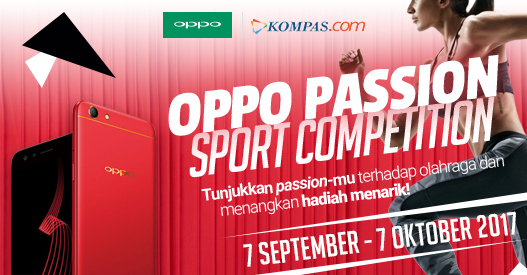 oppo
KOMPAS.com
OPPO PASSION
SPORT COMPETITION
Tunjukkan passion-mu terhadap olahraga dan
menangkan hadiah menarik!
7 SEPTEMBER - 7 OKTOBER 2017
oppo